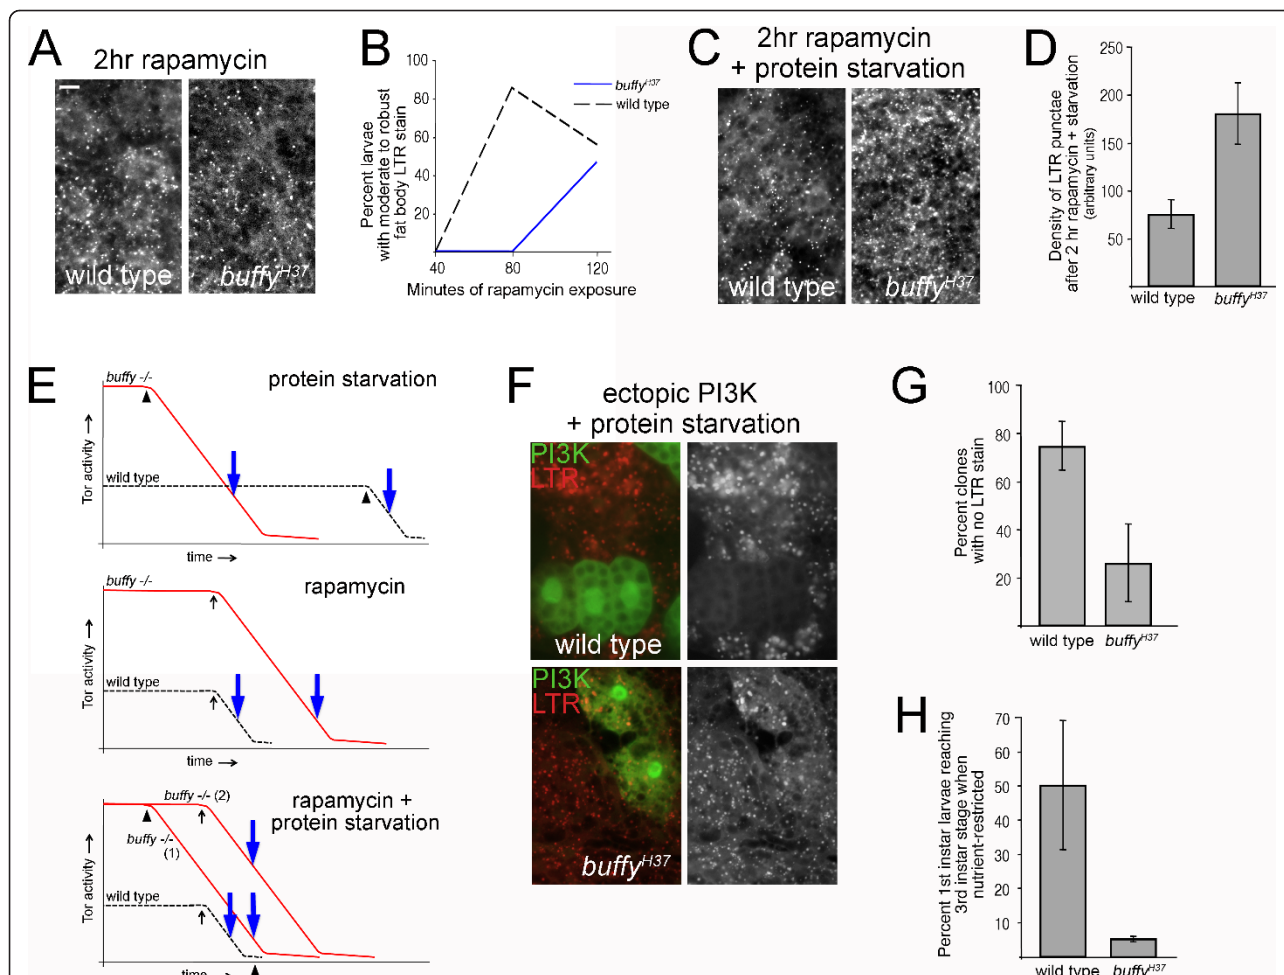 A
2hr rapamycin
wild type
buffyH37
B
Percent larvae
with moderate to robust
fat body LTR stain
100
80
60
40
20
40
80
120
Minutes of rapamycin exposure
buffyH37
wild type
C
2hr rapamycin
+ protein starvation
wild type
buffyH37
D
Density of LTR punctae
after 2 hr rapamycin + starvation
(arbitrary units)
250
200
150
100
50
wild type
buffyH37
E
protein starvation
buffy -/-
wild type
Tor activity →
time →
rapamycin
buffy -/-
wild type
Tor activity →
time →
rapamycin +
protein starvation
buffy -/- (2)
buffy -/-
(1)
wild type
Tor activity →
time →
F
ectopic PI3K
+ protein starvation
PI3K
LTR
wild type
PI3K
LTR
buffyH37
G
Percent clones
with no LTR stain
100
80
60
40
20
wild type
buffyH37
H
Percent 1st instar larvae reaching
3rd instar stage when
nutrient-restricted
70
60
50
40
30
20
10
wild type
buffyH37